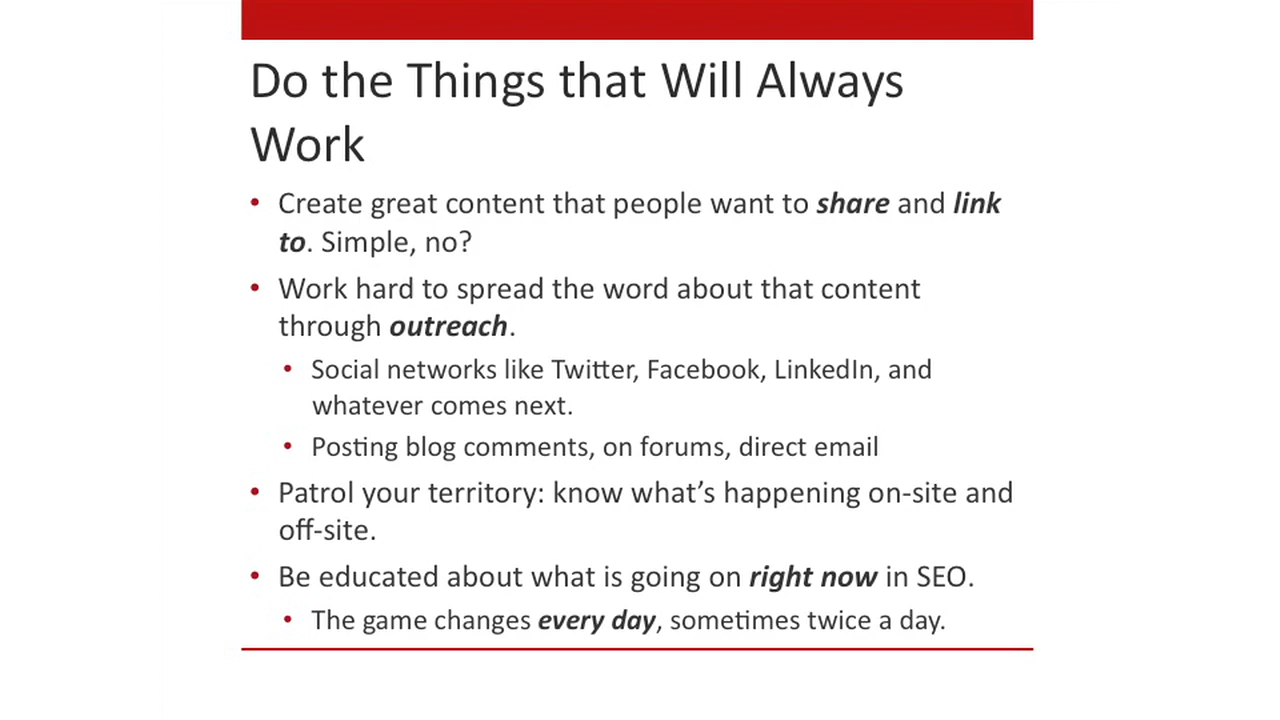 Do the Things that Will Always
Work
• Create great content that people want to share and link
to. Simple, no?
• Work hard to spread the word about that content
through outreach.
• Social networks like Twitter, Facebook, LinkedIn, and
whatever comes next.
• Posting blog comments, on forums, direct email
• Patrol your territory: know what’s happening on-site and
off-site.
• Be educated about what is going on right now in SEO.
• The game changes every day, sometimes twice a day.